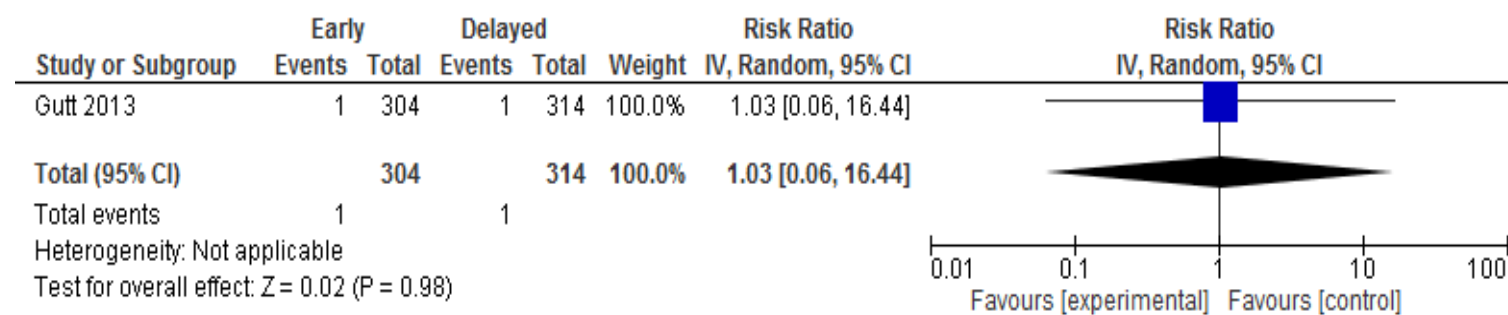 Early Delayed Risk Ratio Risk Ratio
Study or Subgroup Events Total Events Total Weight IV, Random, 95% CI IV, Random, 95% CI
Gutt 2013 1 304 1 314 100.0% 1.03 [0.06, 16.44]
Total (95% CI) 304 314 100.0% 1.03 [0.06, 16.44]
Total events 1 1
Heterogeneity: Not applicable
Test for overall effect: Z = 0.02 (P = 0.98)
0.01 0.1 1 10 100
Favours [experimental] Favours [control]